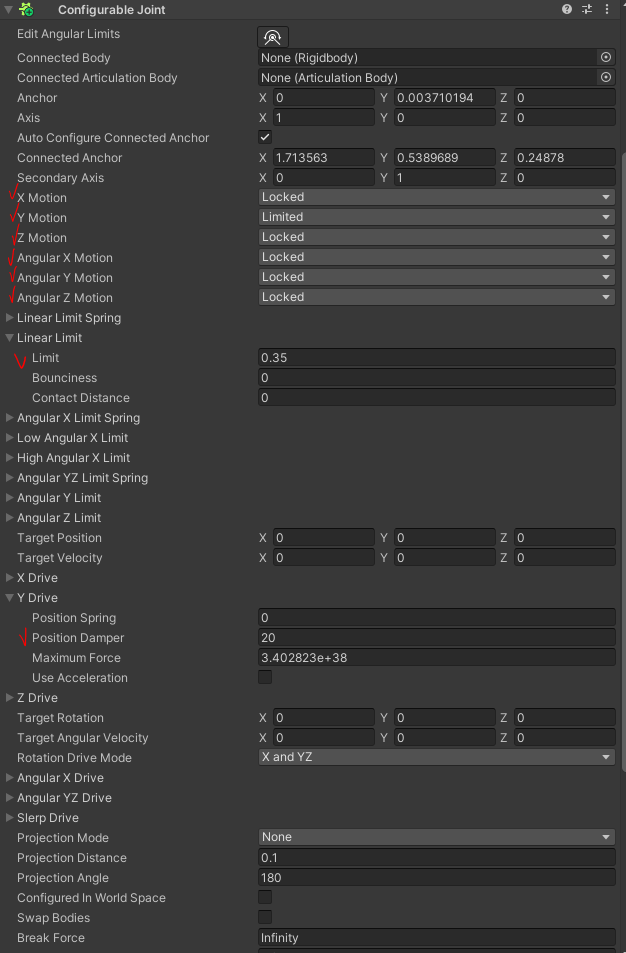 Configurable Joint
Edit Angular Limits
Connected Body None (Rigidbody)
Connected Articulation Body None (Articulation Body)
Anchor X 0 Y 0.003710194 Z 0
Axis X 1 Y 0 Z 0
Auto Configure Connected Anchor
Connected Anchor X 1.713563 Y 0.5389689 Z 0.24878
Secondary Axis X 0 Y 1 Z 0
X Motion Locked
Y Motion Limited
Z Motion Locked
Angular X Motion Locked
Angular Y Motion Locked
Angular Z Motion Locked
Linear Limit Spring
Linear Limit
Limit 0.35
Bounciness 0
Contact Distance 0
Angular X Limit Spring
Low Angular X Limit
High Angular X Limit
Angular YZ Limit Spring
Angular Y Limit
Angular Z Limit
Target Position X 0 Y 0 Z 0
Target Velocity X 0 Y 0 Z 0
X Drive
Y Drive
Position Spring 0
Position Damper 20
Maximum Force 3.402823e+38
Use Acceleration
Z Drive
Target Rotation X 0 Y 0 Z 0
Target Angular Velocity X 0 Y 0 Z 0
Rotation Drive Mode X and YZ
Angular X Drive
Angular YZ Drive
Slerp Drive
Projection Mode None
Projection Distance 0.1
Projection Angle 180
Configured In World Space
Swap Bodies
Break Force Infinity